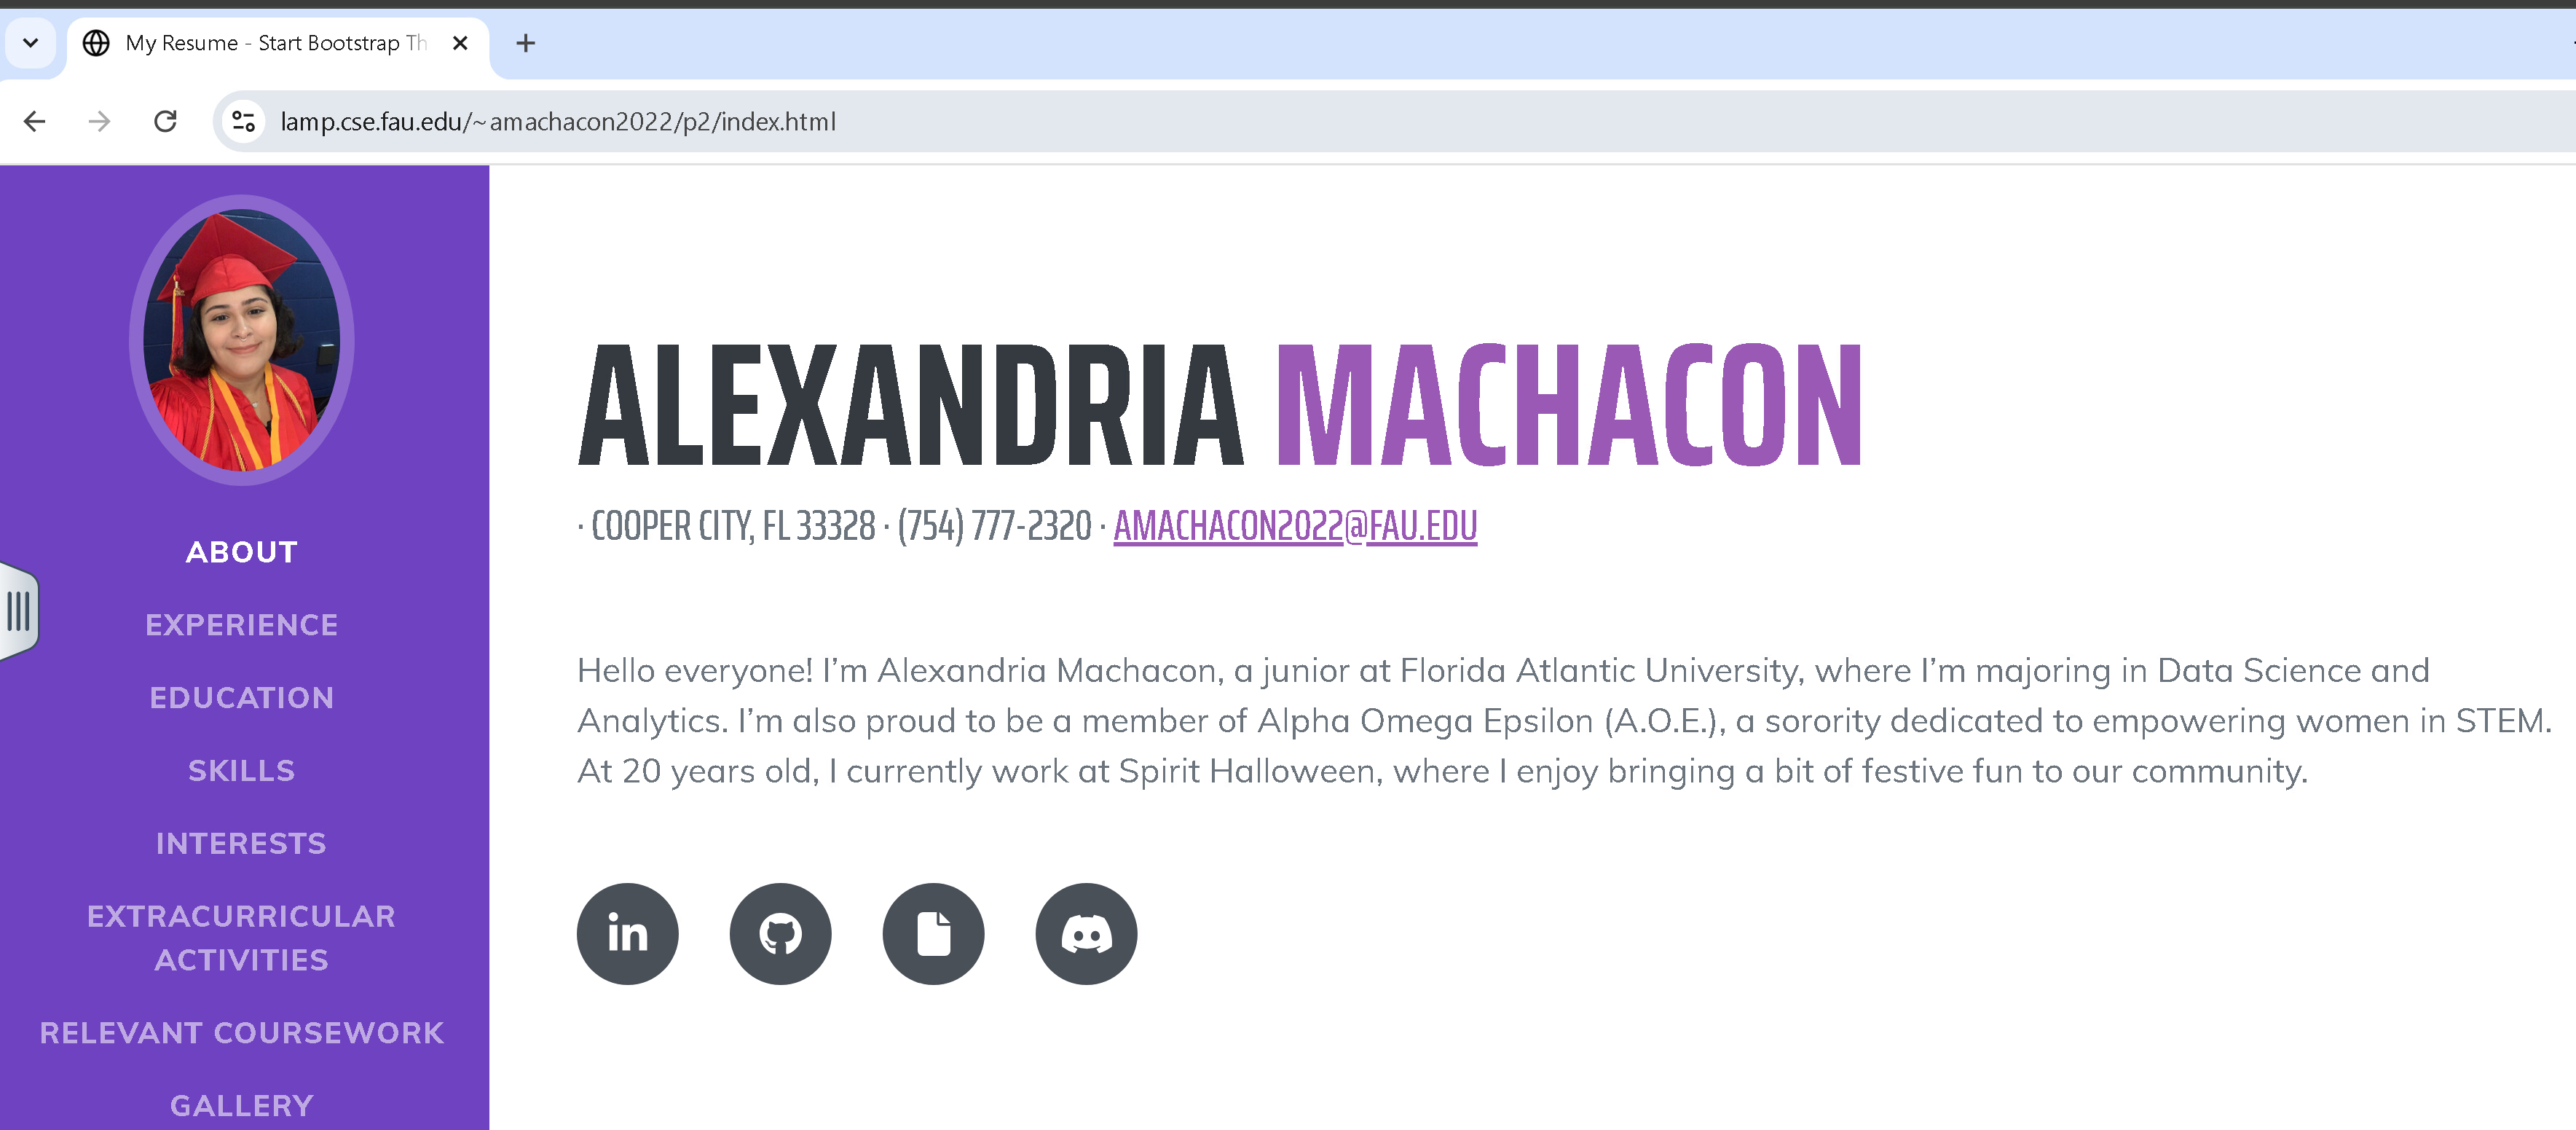 My Resume - Start Bootstrap Th
lamp.cse.fau.edu/~amachacon2022/p2/index.html
ABOUT
EXPERIENCE
EDUCATION
SKILLS
INTERESTS
EXTRACURRICULAR
ACTIVITIES
RELEVANT COURSEWORK
GALLERY
ALEXANDRIA MACHACON
· COOPER CITY, FL 33328 · (754) 777-2320 · AMACHACON2022@FAU.EDU
Hello everyone! I’m Alexandria Machacon, a junior at Florida Atlantic University, where I’m majoring in Data Science and
Analytics. I’m also proud to be a member of Alpha Omega Epsilon (A.O.E.), a sorority dedicated to empowering women in STEM.
At 20 years old, I currently work at Spirit Halloween, where I enjoy bringing a bit of festive fun to our community.
in